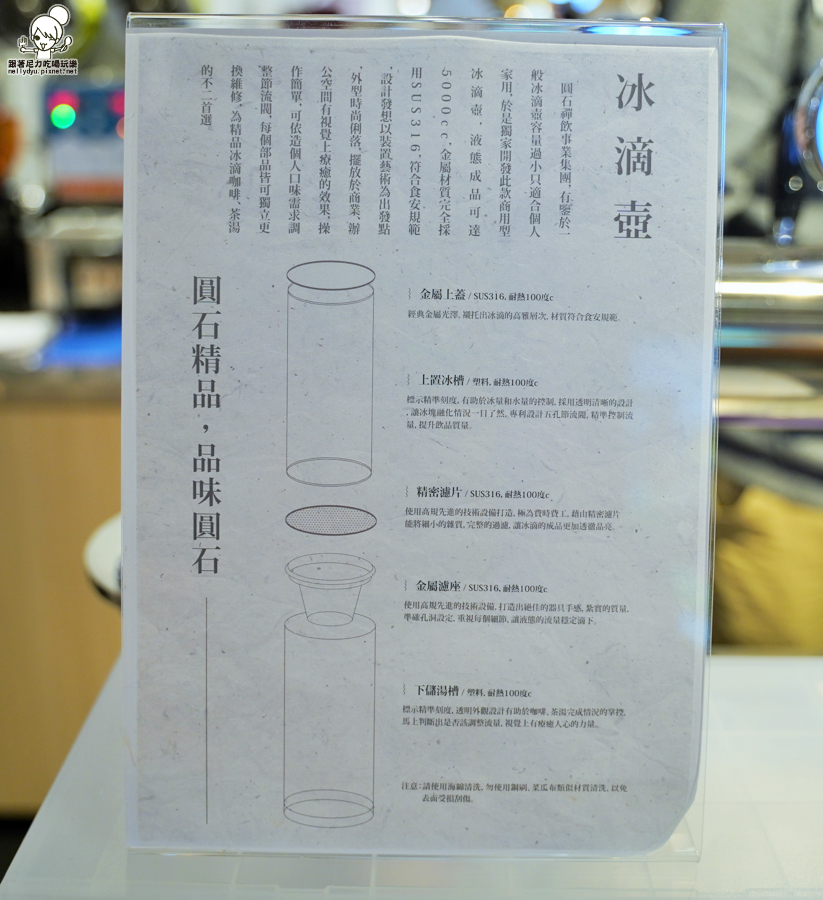 跟著尼力吃喝玩樂
nellydyu.pixnet.net
冰滴壺
圓石禪飲事業集團，有鑒於一
般冰滴壺容量過小只適合個人
家用，於是獨家開發此款商用型
冰滴壺，液態成品可達
5000cc，金屬材質完全採
用SUS316，符合食安規範
，設計發想以裝置藝術為出發點
，外型時尚俐落，擺放於商業、辦
公空間有視覺上療癒的效果，操
作簡單，可依造個人口味需求調
整節流閥，每個部品皆可獨立更
換維修，為精品冰滴咖啡、茶湯
的不二首選。
圓石精品，品味圓石
金屬上蓋 / SUS316，耐熱100度c
經典金屬光澤，襯托出冰滴的高雅層次，材質符合食安規範。
上置冰槽 / 塑料，耐熱100度c
標示精準刻度，有助於冰量和水量的控制，採用透明清晰的設計
，讓冰塊融化情況一目了然，專利設計五孔節流閥，精準控制流
量，提升飲品質量。
精密濾片 / SUS316，耐熱100度c
使用高規先進的技術設備打造，極為費時費工，藉由精密濾片
能將細小的雜質，完整的過濾，讓冰滴的成品更加透徹晶亮。
金屬濾座 / SUS316，耐熱100度c
使用高規先進的技術設備，打造出絕佳的器具手感，紮實的質量，
準確孔洞設定，重視每個細節，讓液態的流量穩定滴下。
下儲湯槽 / 塑料，耐熱100度c
標示精準刻度，透明外觀設計有助於咖啡、茶湯完成情況的掌控，
馬上判斷出是否該調整流量，視覺上有療癒人心的力量。
注意：請使用海綿清洗，勿使用鋼刷、菜瓜布類似材質清洗，以免
表面受損刮傷。